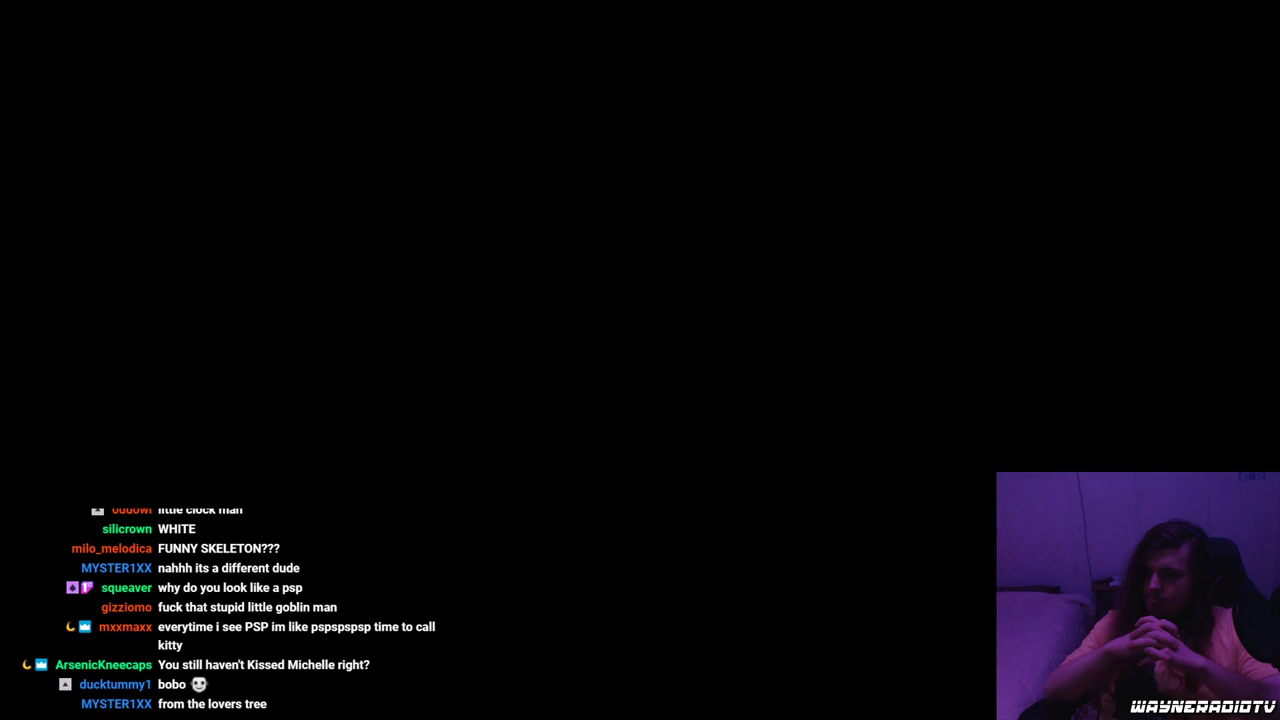 oddowl little clock man
silicrown WHITE
milo_melodica FUNNY SKELETON???
MYSTER1XX nahhh its a different dude
squeaver why do you look like a psp
gizziomo fuck that stupid little goblin man
mxxmaxx everytime i see PSP im like pspspspsp time to call
kitty
ArsenicKneecaps You still haven't Kissed Michelle right?
ducktummy1 bobo
MYSTER1XX from the lovers tree
WAYNERADIOTV